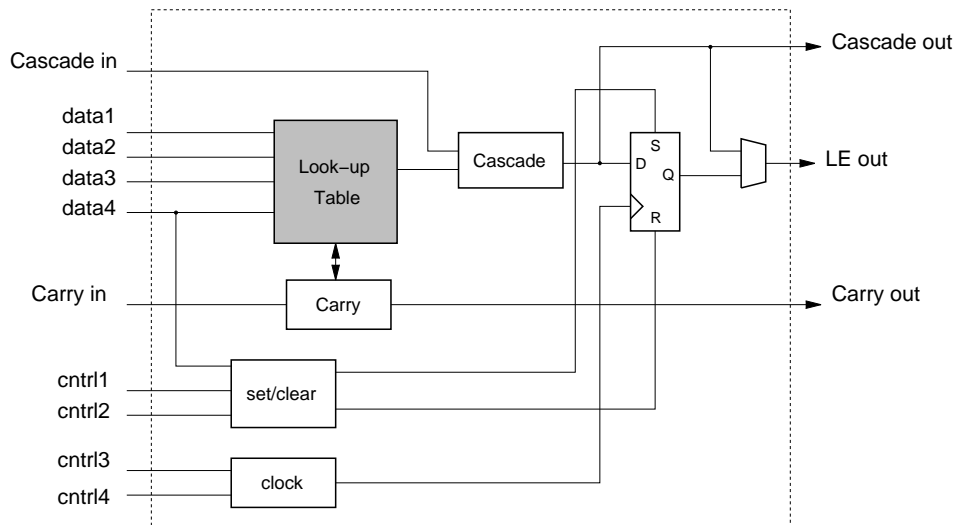 Cascade in
Cascade out
data1
data2
data3
data4
Look−up
Table
Cascade
S
D
Q
R
LE out
Carry in
Carry
Carry out
cntrl1
cntrl2
set/clear
cntrl3
cntrl4
clock